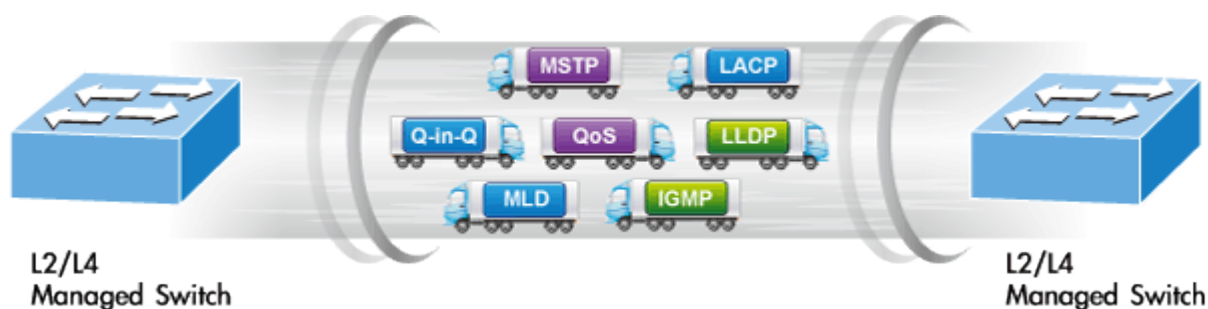 MSTP
LACP
Q-in-Q
QoS
LLDP
MLD
IGMP
L2/L4
Managed Switch
L2/L4
Managed Switch